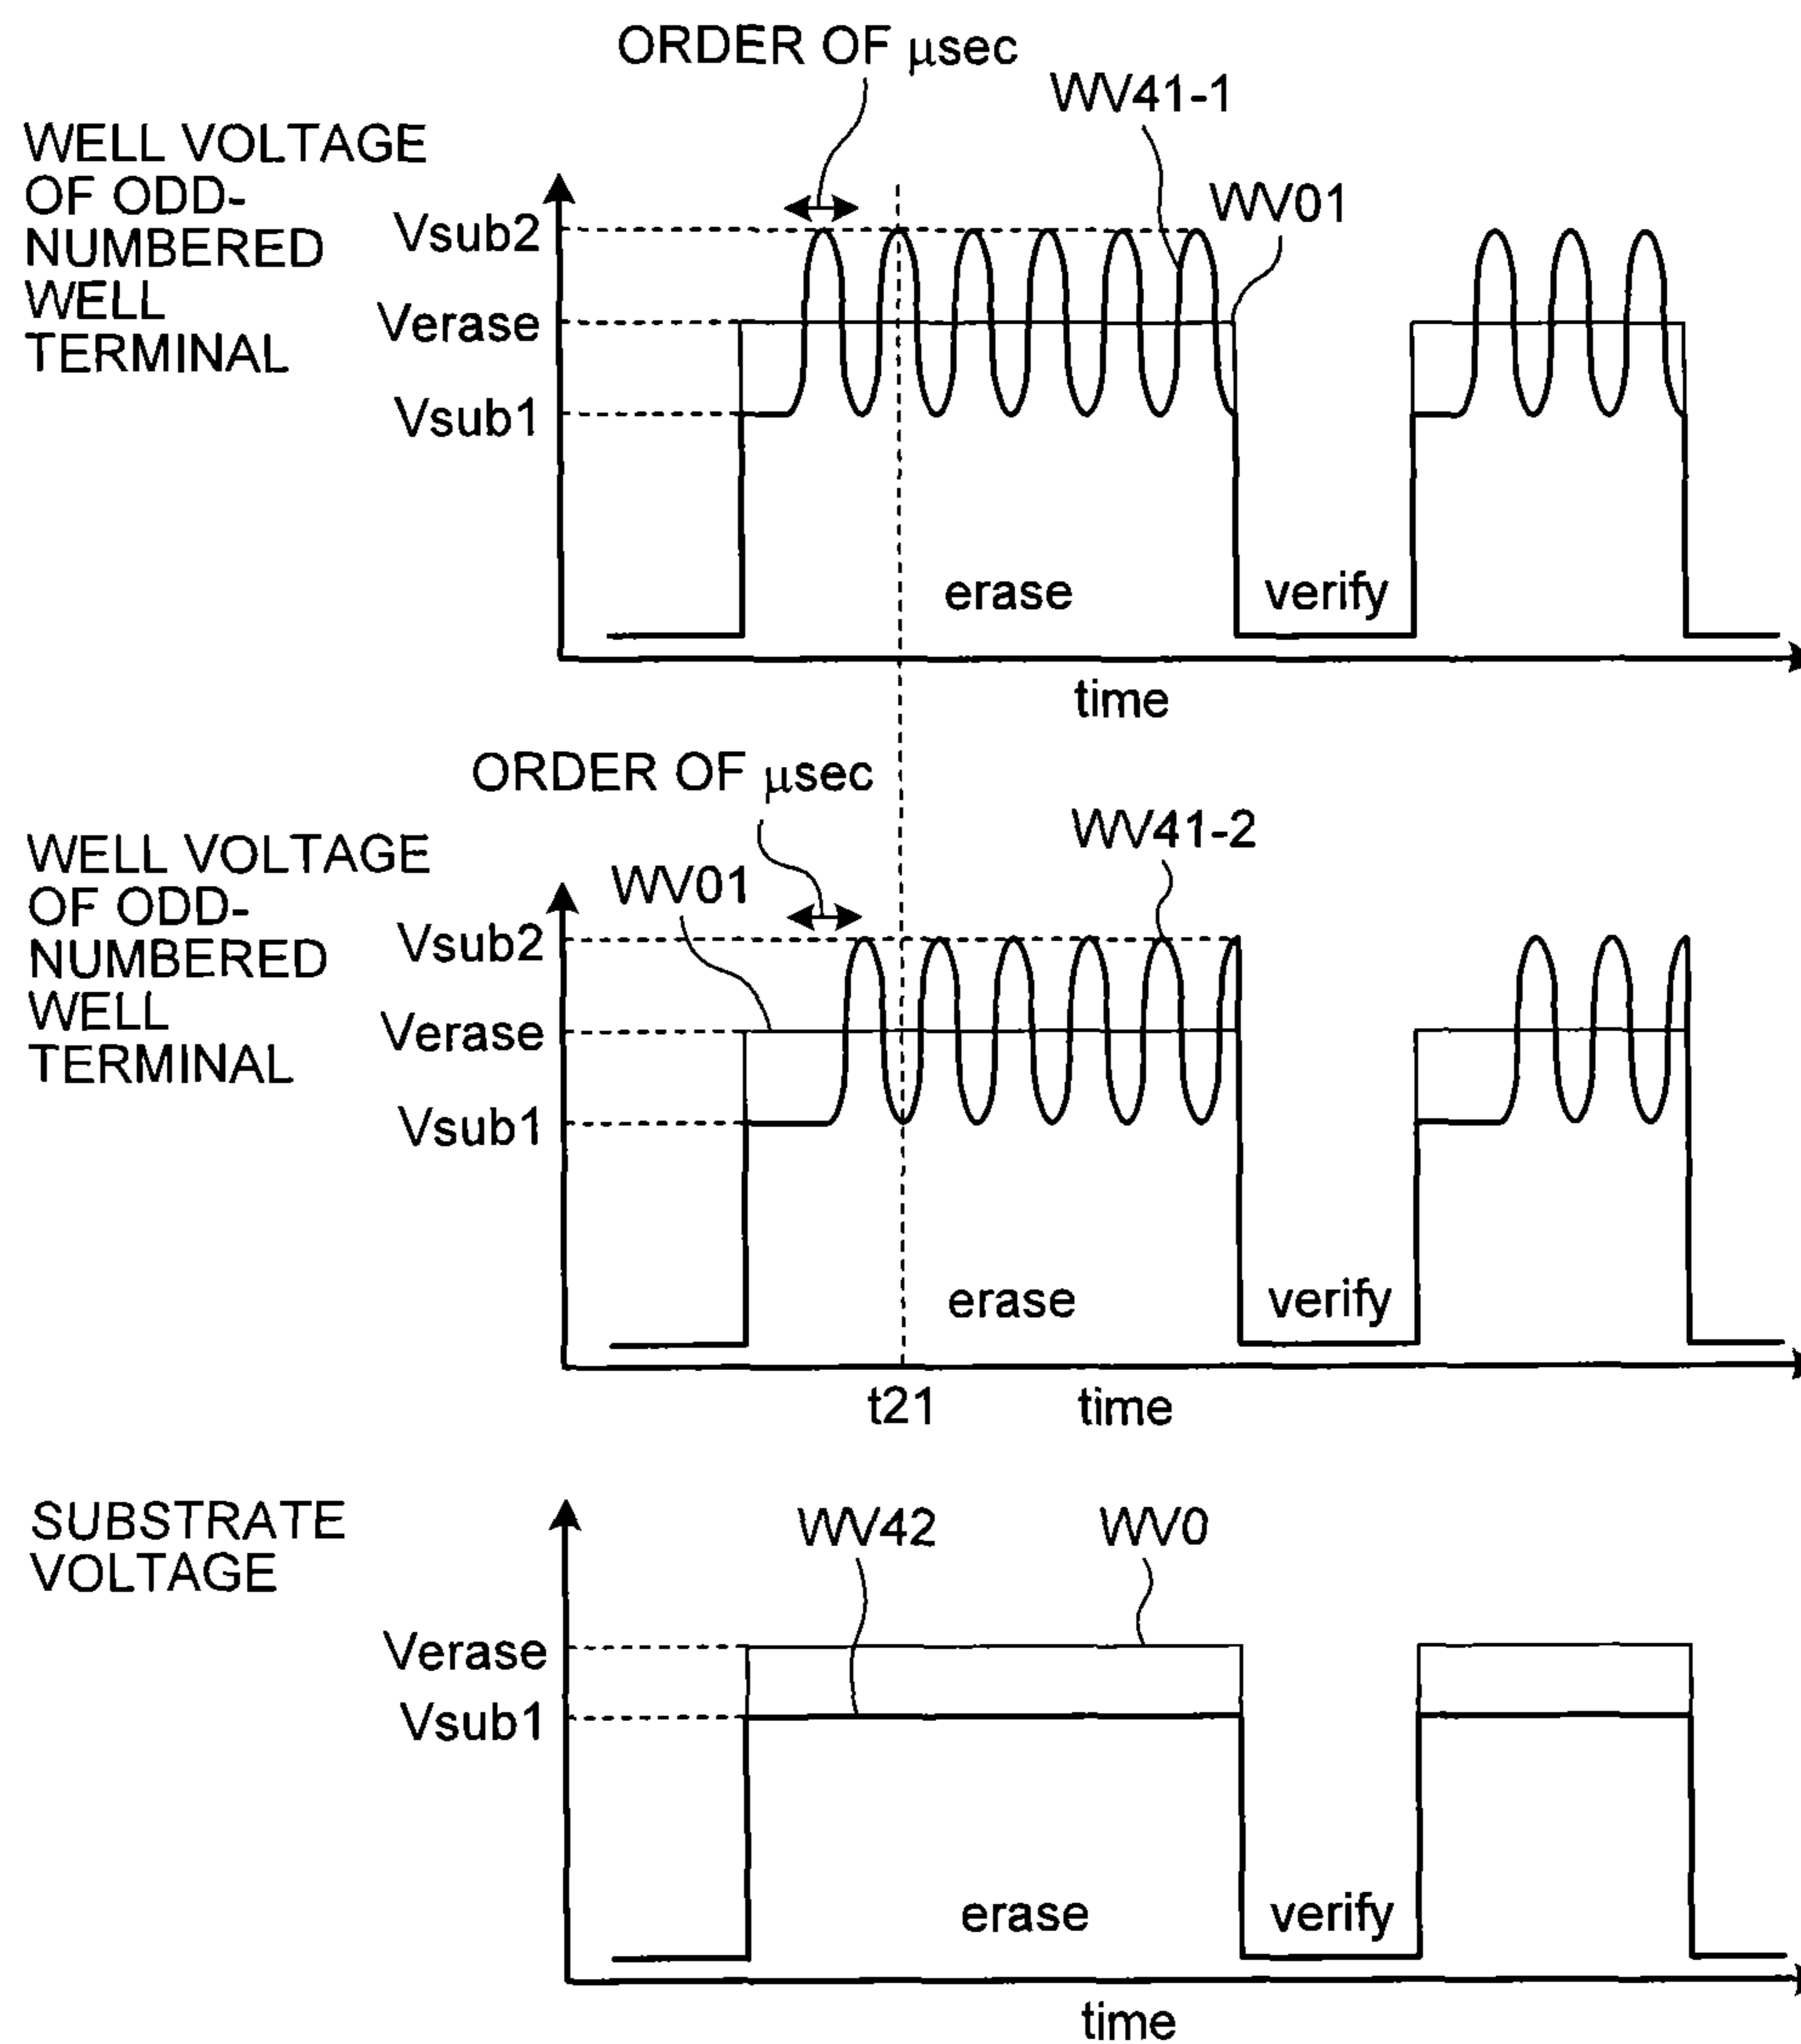 ORDER OF μsec
WV41-1
WELL VOLTAGE
OF ODD-
NUMBERED
WELL
TERMINAL
WV01
Vsub2
Verase
Vsub1
erase
verify
time
ORDER OF μsec
WV41-2
WELL VOLTAGE
OF ODD-
NUMBERED
WELL
TERMINAL
WV01
Vsub2
Verase
Vsub1
erase
verify
t21
time
SUBSTRATE
VOLTAGE
WV42
WV0
Verase
Vsub1
erase
verify
time